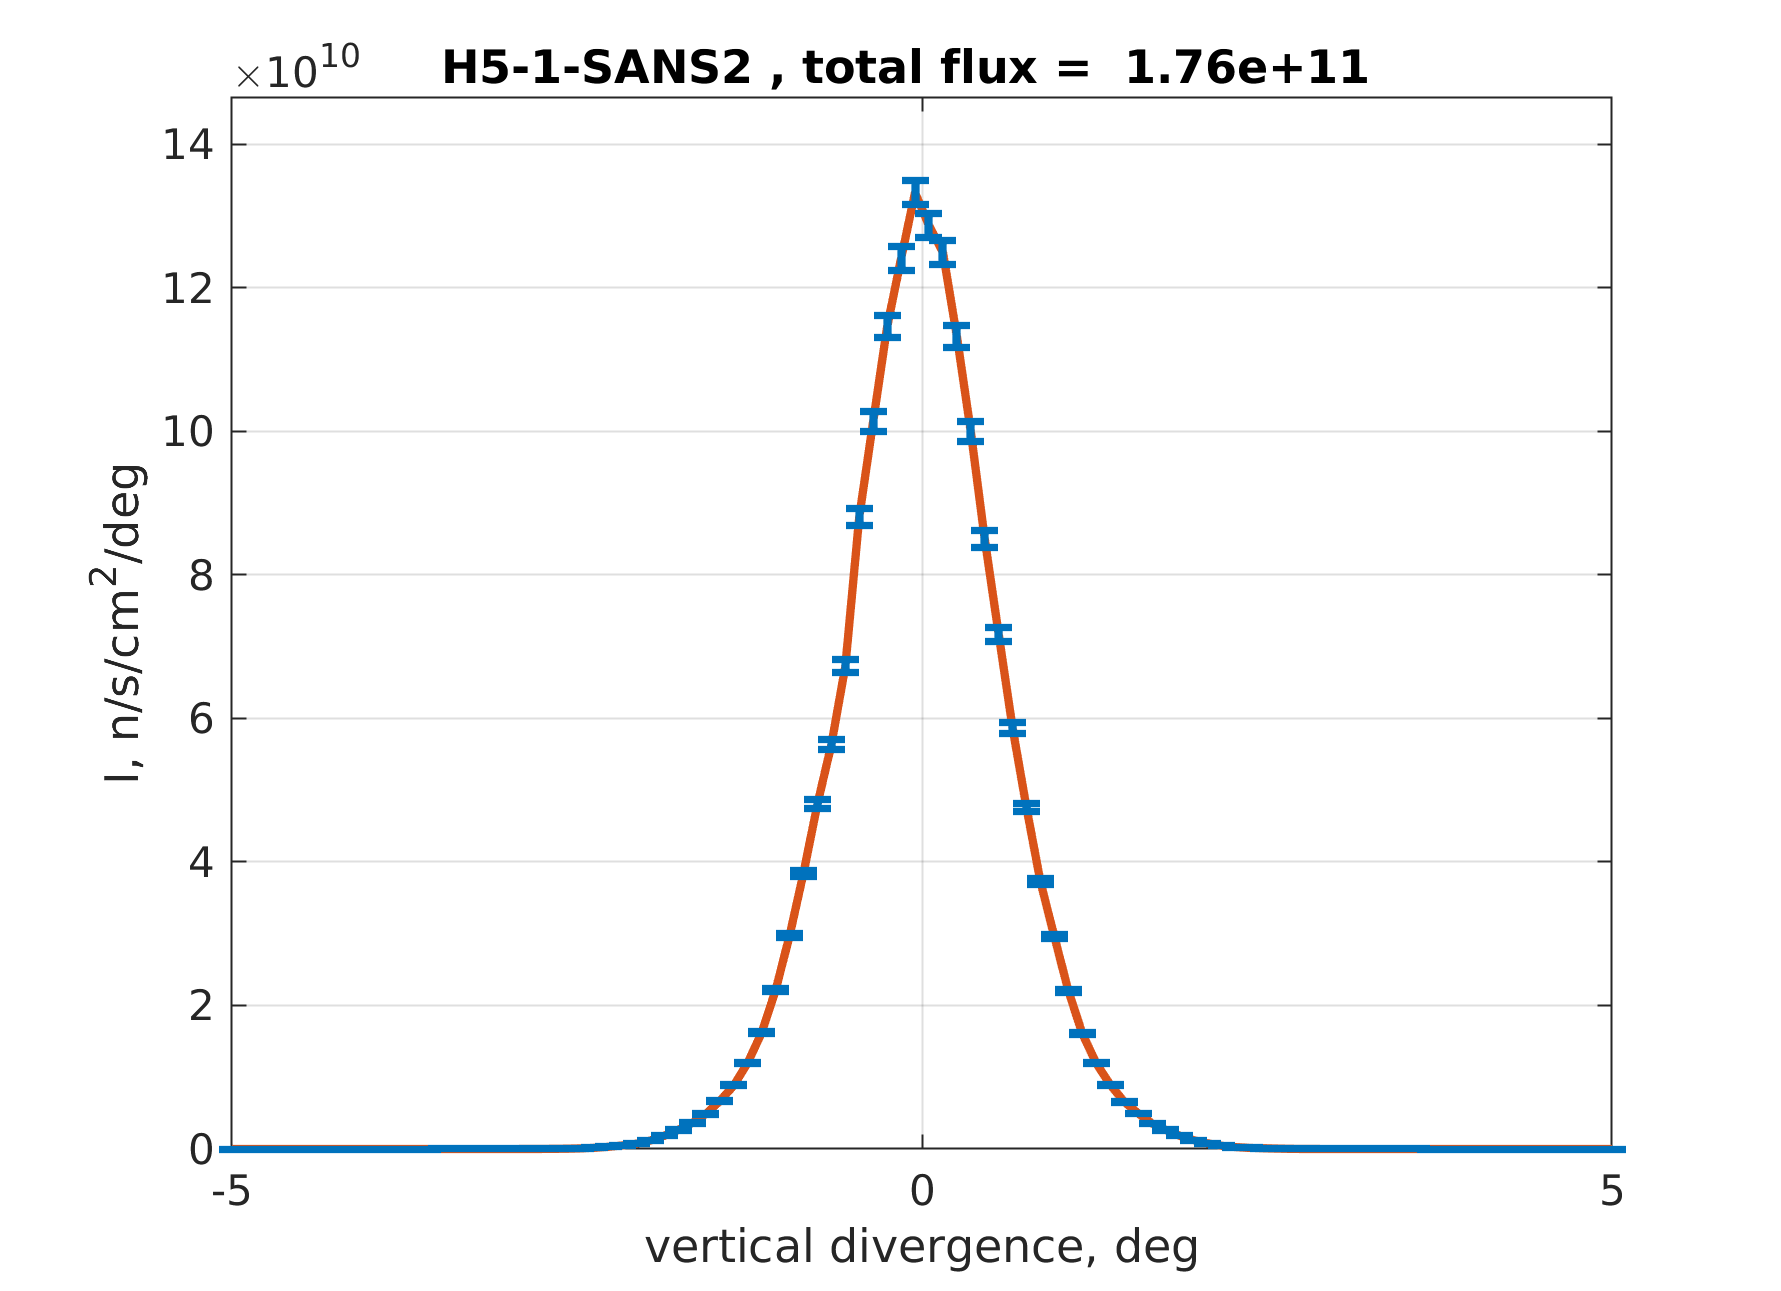 ×10^10
H5-1-SANS2 , total flux =  1.76e+11
I, n/s/cm^2/deg
14
12
10
8
6
4
2
0
-5 0 5
vertical divergence, deg